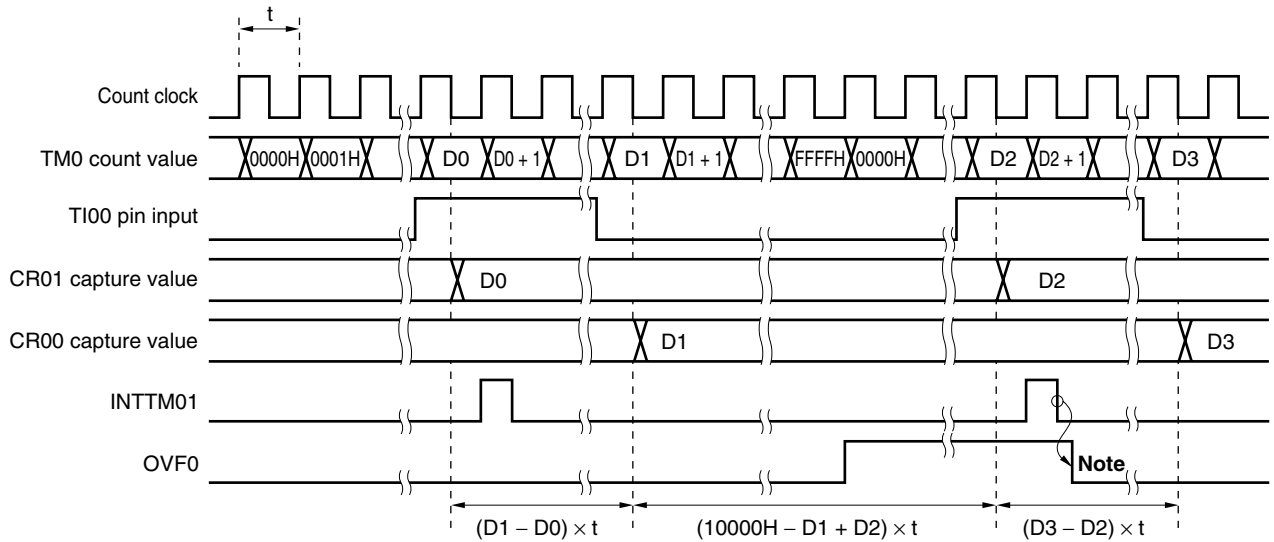 t
Count clock
TM0 count value
0000H 0001H D0 D0 + 1 D1 D1 + 1 FFFFH 0000H D2 D2 + 1 D3
TI00 pin input
CR01 capture value
D0 D2
CR00 capture value
D1 D3
INTTM01
OVF0
Note
(D1 − D0) × t (10000H − D1 + D2) × t (D3 − D2) × t